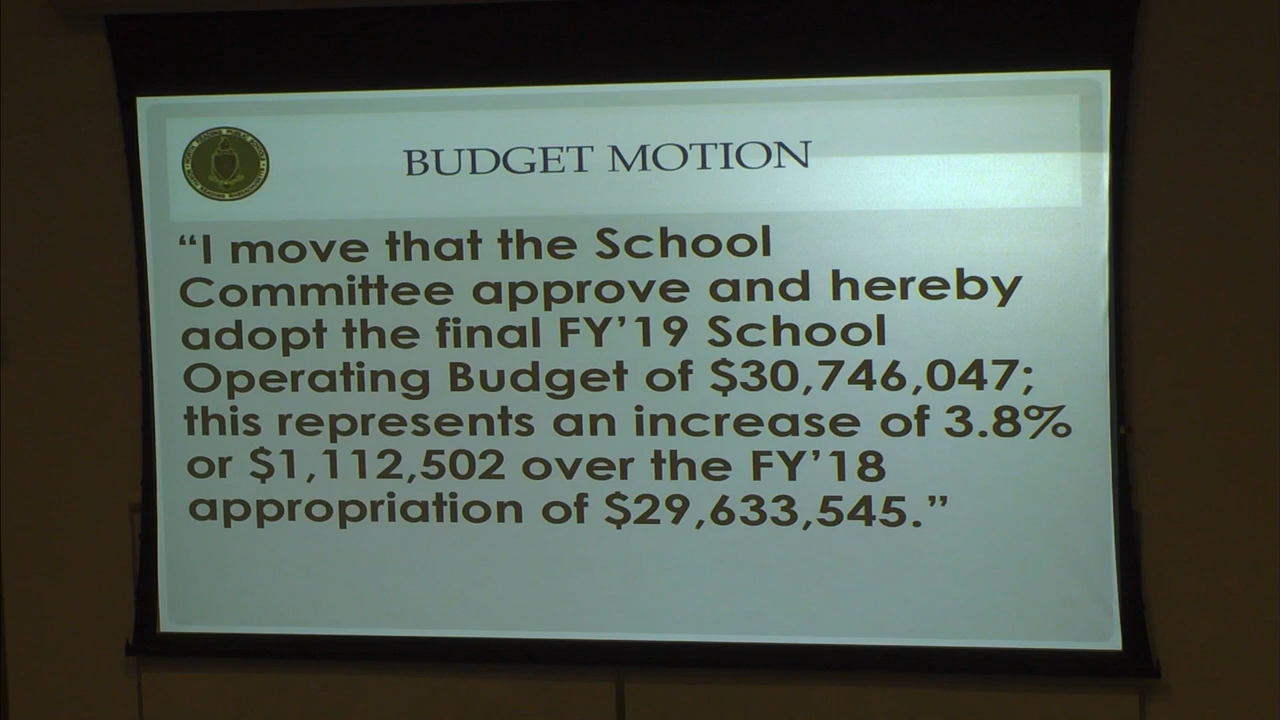 BUDGET MOTION
“I move that the School
Committee approve and hereby
adopt the final FY’19 School
Operating Budget of $30,746,047;
this represents an increase of 3.8%
or $1,112,502 over the FY’18
appropriation of $29,633,545.”